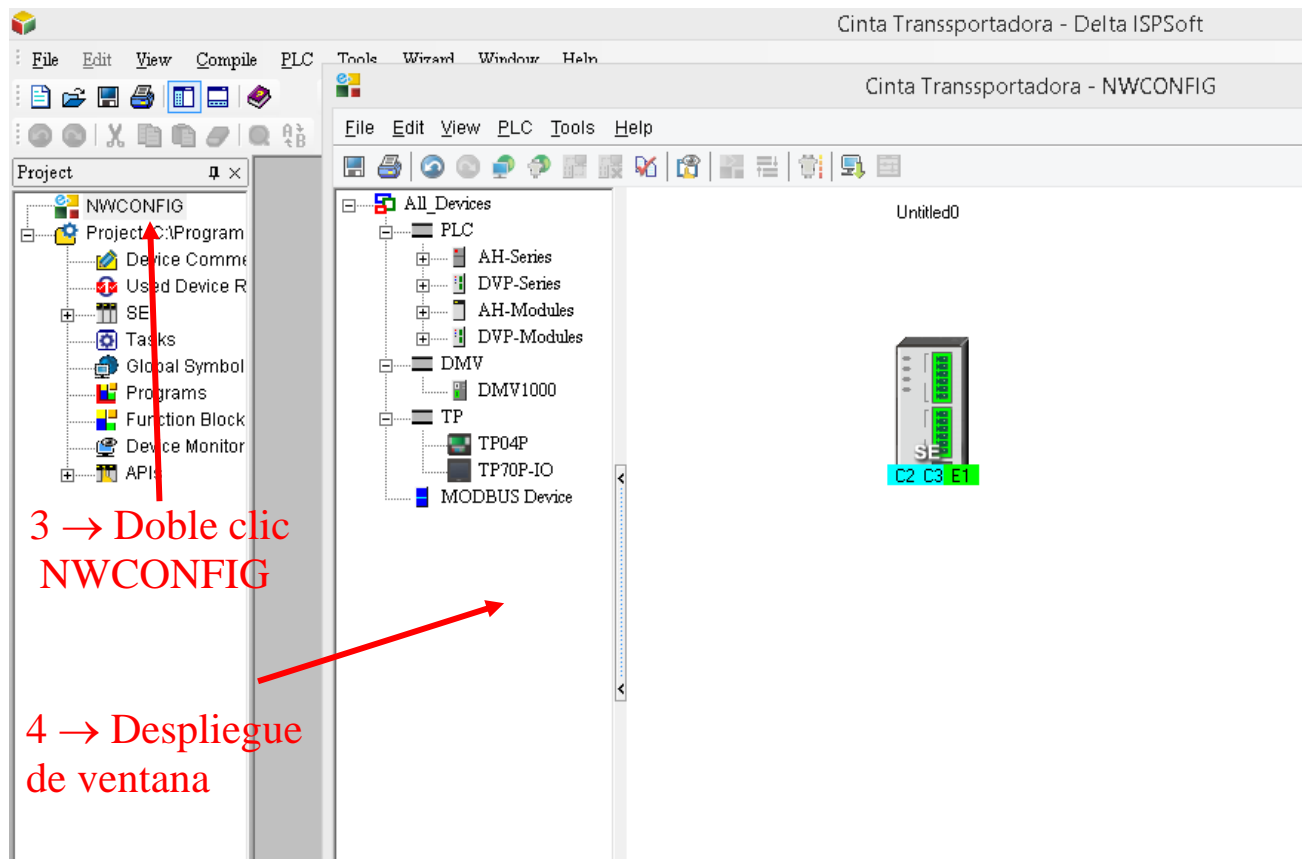 Cinta Transsportadora - Delta ISPSoft
File Edit View Compile PLC Tools Wizard Window Help
Cinta Transsportadora - NWCONFIG
File Edit View PLC Tools Help
Project
NWCONFIG
Project C:\Program
Device Comme
Used Device R
SE
Tasks
Global Symbol
Programs
Function Block
Device Monitor
APIs
All_Devices
PLC
AH-Series
DVP-Series
AH-Modules
DVP-Modules
DMV
DMV1000
TP
TP04P
TP70P-IO
MODBUS Device
Untitled0
SE
C2 C3 E1
3 → Doble clic
NWCONFIG
4 → Despliegue
de ventana